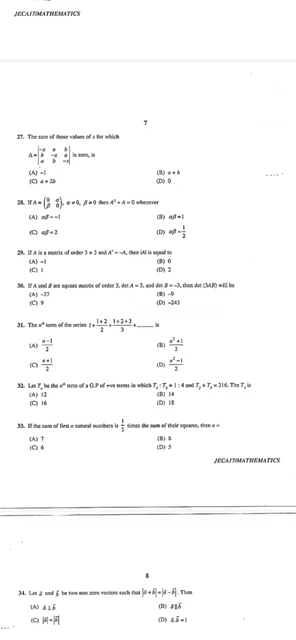 JECA17/MATHEMATICS
7
27. The sum of those values of x for which
Δ = |-x a b| is zero, is
|b -x a|
|a b -x|
(A) -1 (B) a + b
(C) a + 2b (D) 0
28. If A = (0 α; β 0), α ≠ 0, β ≠ 0 then A³ + A = 0 whenever
(A) αβ = -1 (B) αβ = 1
(C) αβ = 2 (D) αβ = 1/2
29. If A is a matrix of order 3 × 3 and A' = -A, then |A| is equal to
(A) -1 (B) 0
(C) 1 (D) 2
30. If A and B are square matrix of order 3, det A = 3, and det B = -3, then det (3AB) will be
(A) -27 (B) -9
(C) 9 (D) -243
31. The nᵗʰ term of the series 1 + (1+2)/2 + (1+2+3)/3 + .......... is
(A) (n-1)/2 (B) (n²+1)/2
(C) (n+1)/2 (D) (n²-1)/2
32. Let Tₙ be the nᵗʰ term of a G.P of +ve terms in which : = 1 : 4 and + = 216. The is
(A) 12 (B) 14
(C) 16 (D) 18
33. If the sum of first n natural numbers is 1/5 times the sum of their squares, then n =
(A) 7 (B) 8
(C) 6 (D) 5
JECA17/MATHEMATICS
8
34. Let a⃗ and b⃗ be two non zero vectors such that |a⃗ + b⃗| = |a⃗ - b⃗|. Then
(A) a⃗ ⊥ b⃗ (B) a⃗ ∥ b⃗
(C) |a⃗| = |b⃗| (D) a⃗.b⃗ = 1